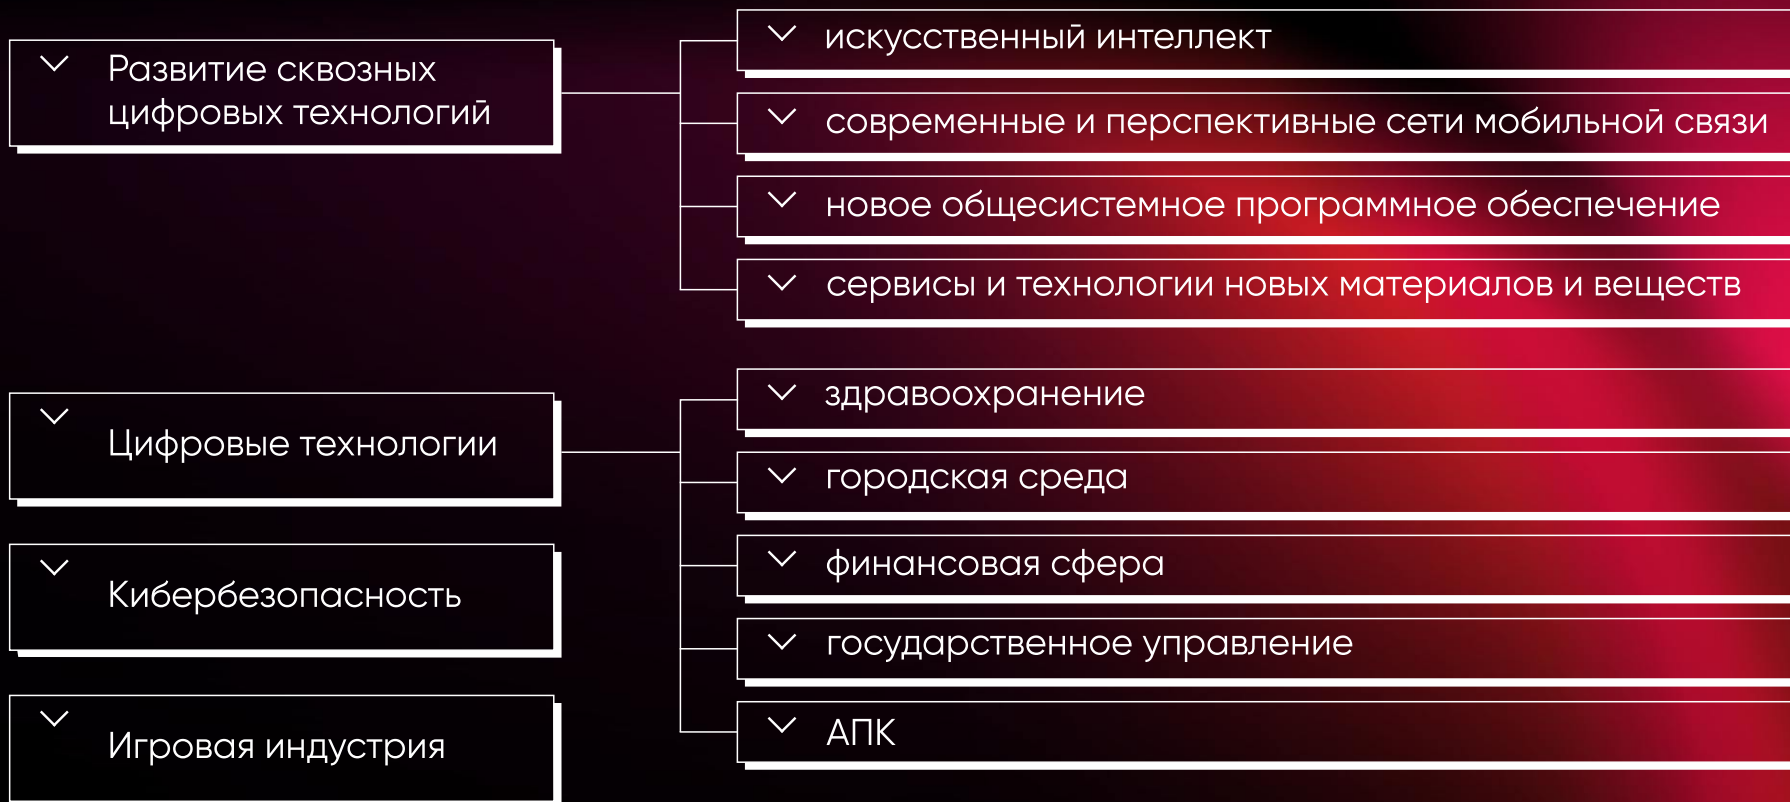 Развитие сквозных
цифровых технологий
искусственный интеллект
современные и перспективные сети мобильной связи
новое общесистемное программное обеспечение
сервисы и технологии новых материалов и веществ
Цифровые технологии
здравоохранение
городская среда
финансовая сфера
государственное управление
АПК
Кибербезопасность
Игровая индустрия